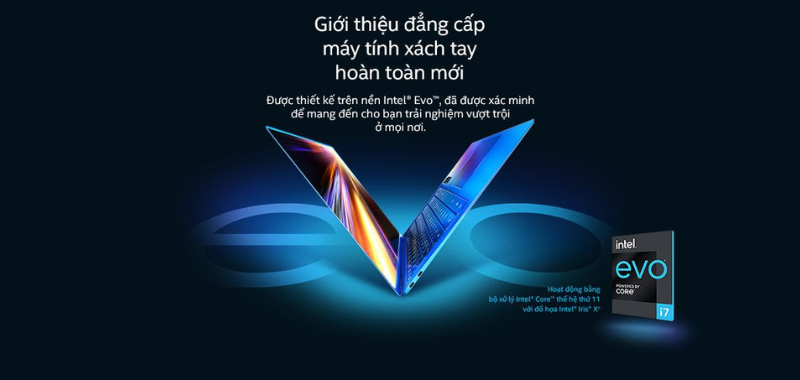 Giới thiệu đẳng cấp
máy tính xách tay
hoàn toàn mới
Được thiết kế trên nền Intel® Evo™, đã được xác minh
để mang đến cho bạn trải nghiệm vượt trội
ở mọi nơi.
evo
intel.
evo
POWERED BY
CORE™
i7
Hoạt động bằng
bộ xử lý Intel® Core™ thế hệ thứ 11
với đồ họa Intel® Iris® Xᵉ